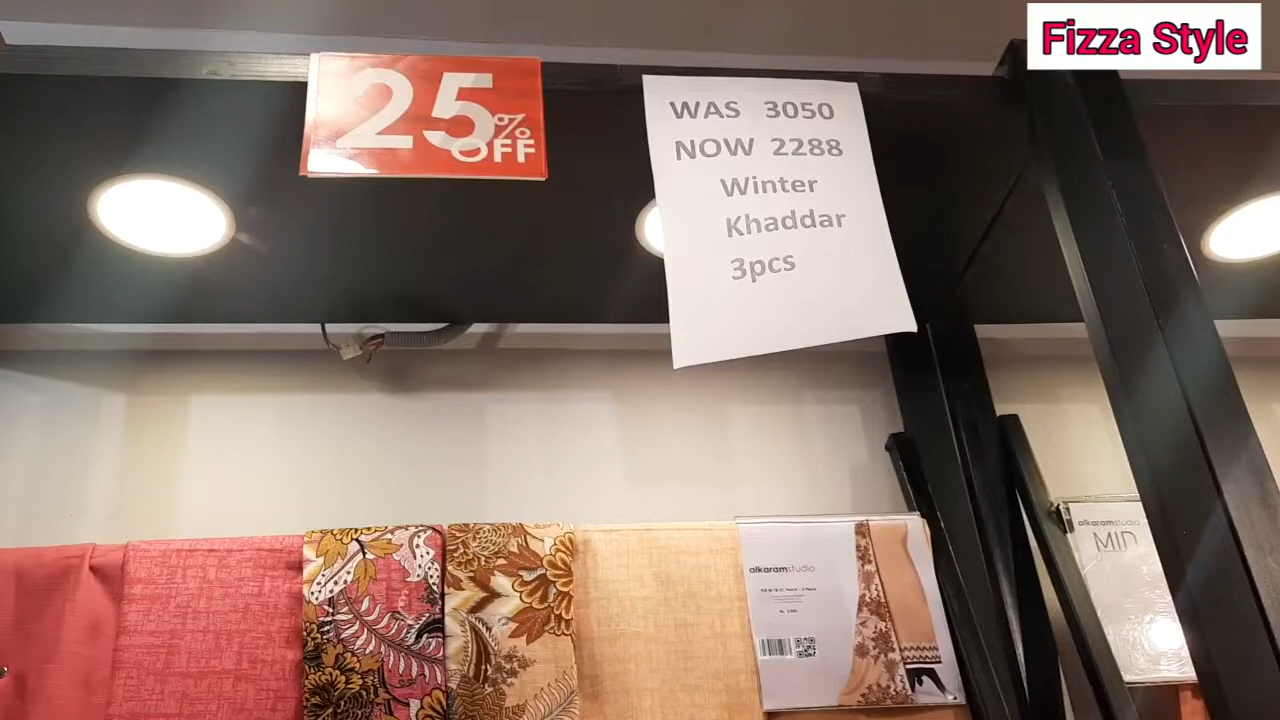 Fizza Style
25
%
OFF
WAS 3050
NOW 2288
Winter
Khaddar
3pcs
alkaramstudio
alkaramstudio
MID